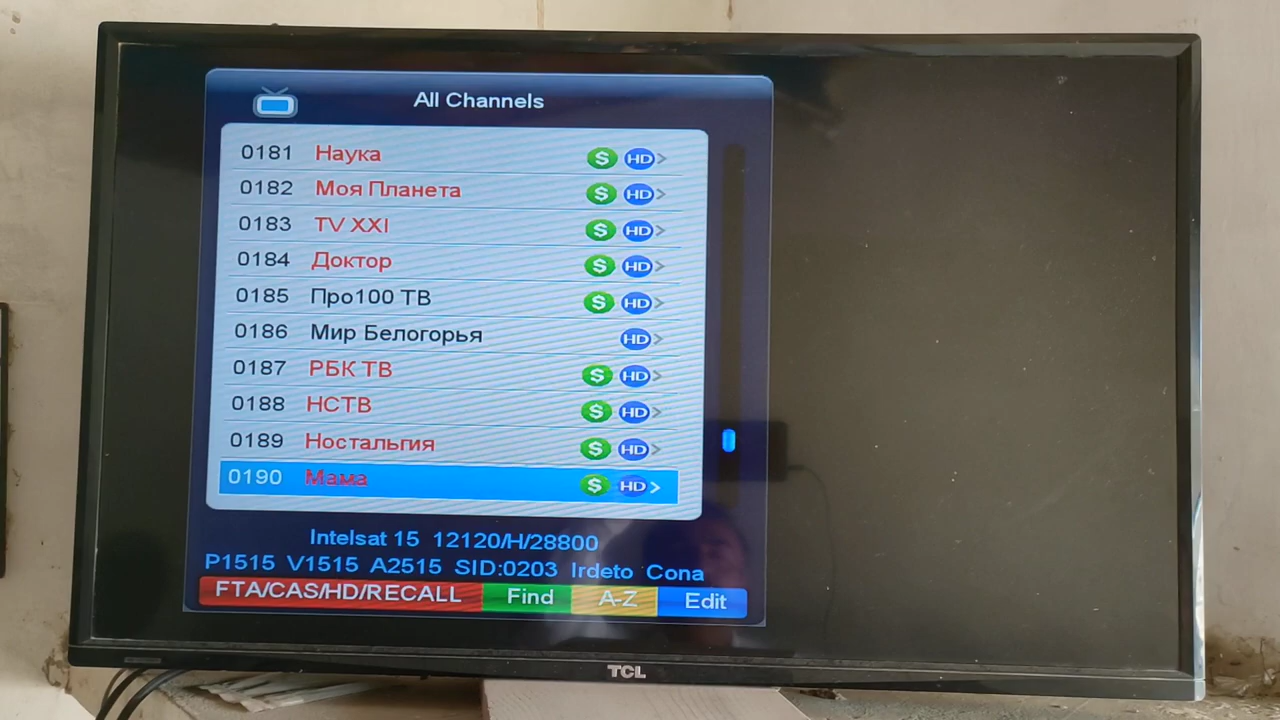 All Channels
0181 Наука $ HD >
0182 Моя Планета $ HD >
0183 TV XXI $ HD >
0184 Доктор $ HD >
0185 Про100 ТВ $ HD >
0186 Мир Белогорья HD >
0187 РБК ТВ $ HD >
0188 НСТВ $ HD >
0189 Ностальгия $ HD >
0190 Мама $ HD >
Intelsat 15 12120/H/28800
P1515 V1515 A2515 SID:0203 Irdeto Cona
FTA/CAS/HD/RECALL Find A-Z Edit
TCL